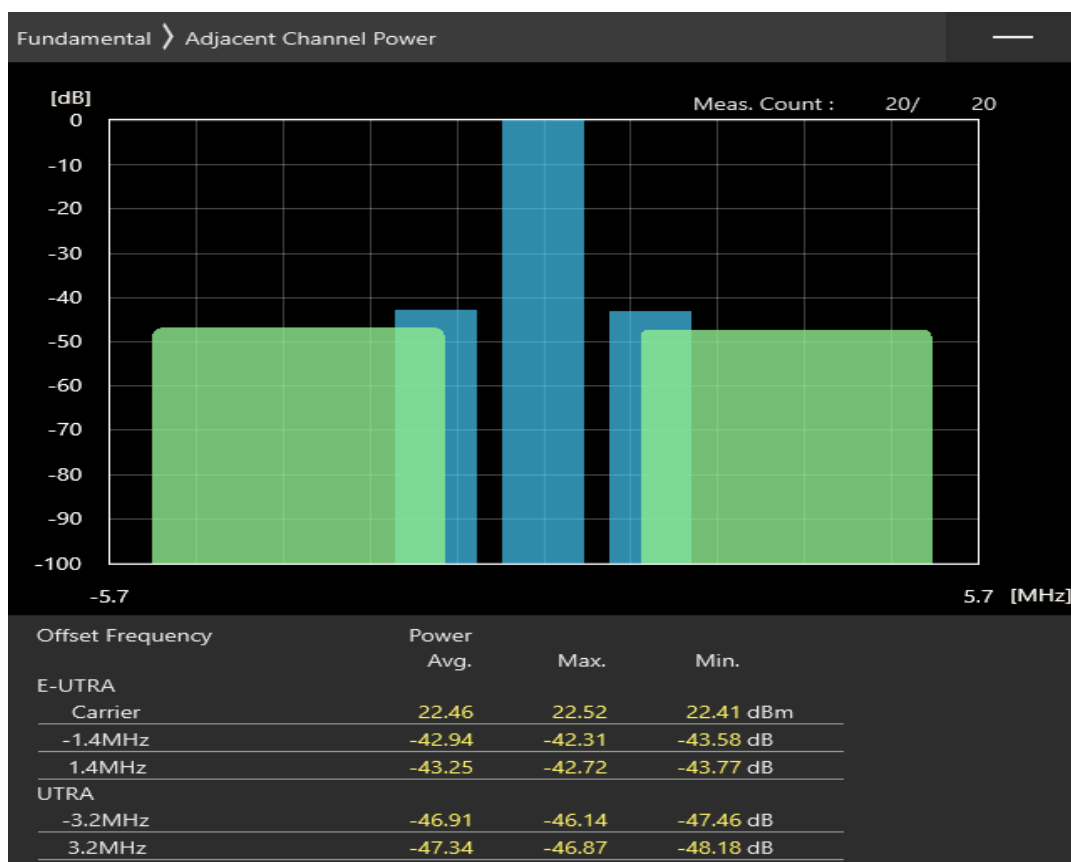 Fundamental ❯ Adjacent Channel Power
[dB]
Meas. Count : 20/ 20
0
-10
-20
-30
-40
-50
-60
-70
-80
-90
-100
-5.7 5.7 [MHz]
Offset Frequency Power
Avg. Max. Min.
E-UTRA
Carrier 22.46 22.52 22.41 dBm
-1.4MHz -42.94 -42.31 -43.58 dB
1.4MHz -43.25 -42.72 -43.77 dB
UTRA
-3.2MHz -46.91 -46.14 -47.46 dB
3.2MHz -47.34 -46.87 -48.18 dB